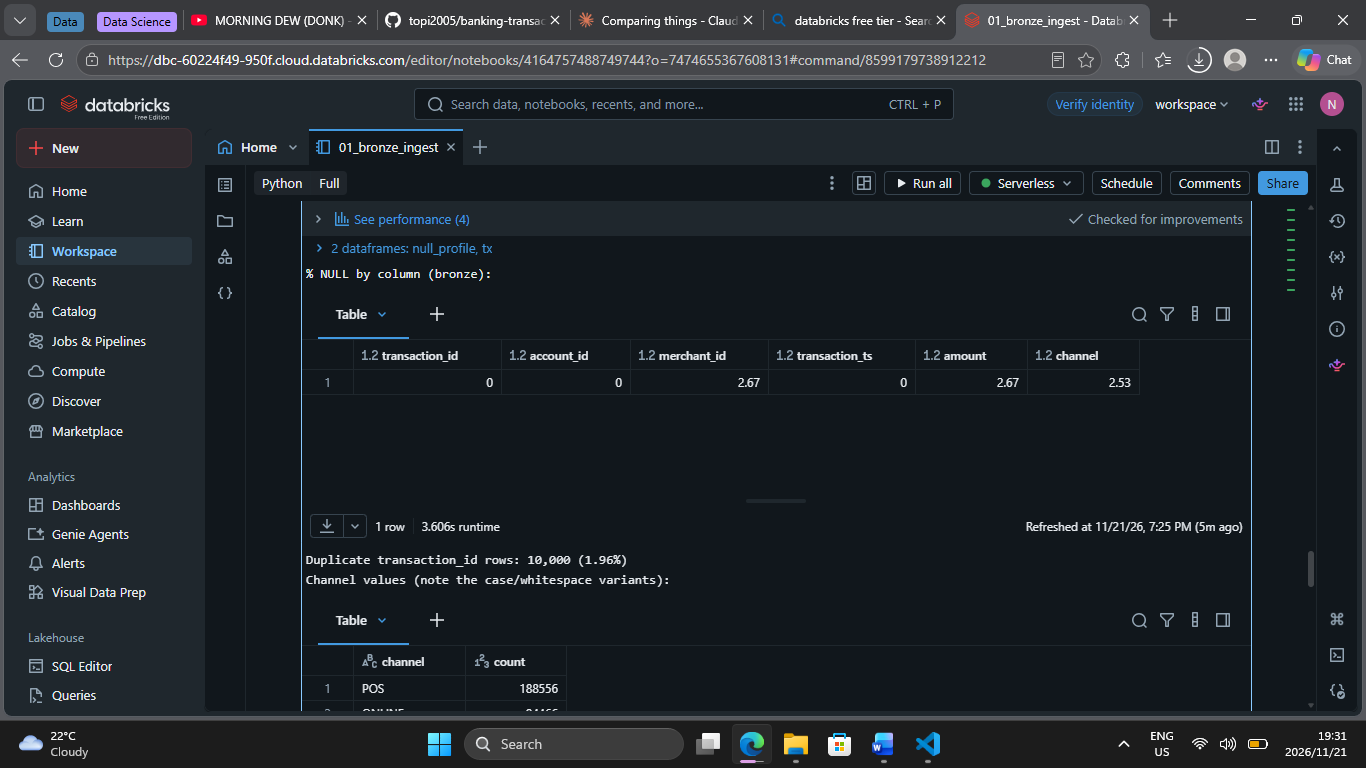 Data
Data Science
MORNING DEW (DONK) -
topi2005/banking-transac
Comparing things - Claud
databricks free tier - Searc
01_bronze_ingest - Datab
https://dbc-60224f49-950f.cloud.databricks.com/editor/notebooks/4164757488749744?o=7474655367608131#command/8599179738912212
Chat
databricks
Free Edition
Search data, notebooks, recents, and more...
CTRL + P
Verify identity
workspace
N
New
Home
Learn
Workspace
Recents
Catalog
Jobs & Pipelines
Compute
Discover
Marketplace
Analytics
Dashboards
Genie Agents
Alerts
Visual Data Prep
Lakehouse
SQL Editor
Queries
Home
01_bronze_ingest
Python
Full
Run all
Serverless
Schedule
Comments
Share
See performance (4)
Checked for improvements
2 dataframes: null_profile, tx
% NULL by column (bronze):
Table
1.2 transaction_id 1.2 account_id 1.2 merchant_id 1.2 transaction_ts 1.2 amount 1.2 channel
1 0 0 2.67 0 2.67 2.53
1 row
3.606s runtime
Refreshed at 11/21/26, 7:25 PM (5m ago)
Duplicate transaction_id rows: 10,000 (1.96%)
Channel values (note the case/whitespace variants):
Table
ABC channel 123 count
1 POS 188556
22°C
Cloudy
Search
ENG
US
19:31
2026/11/21